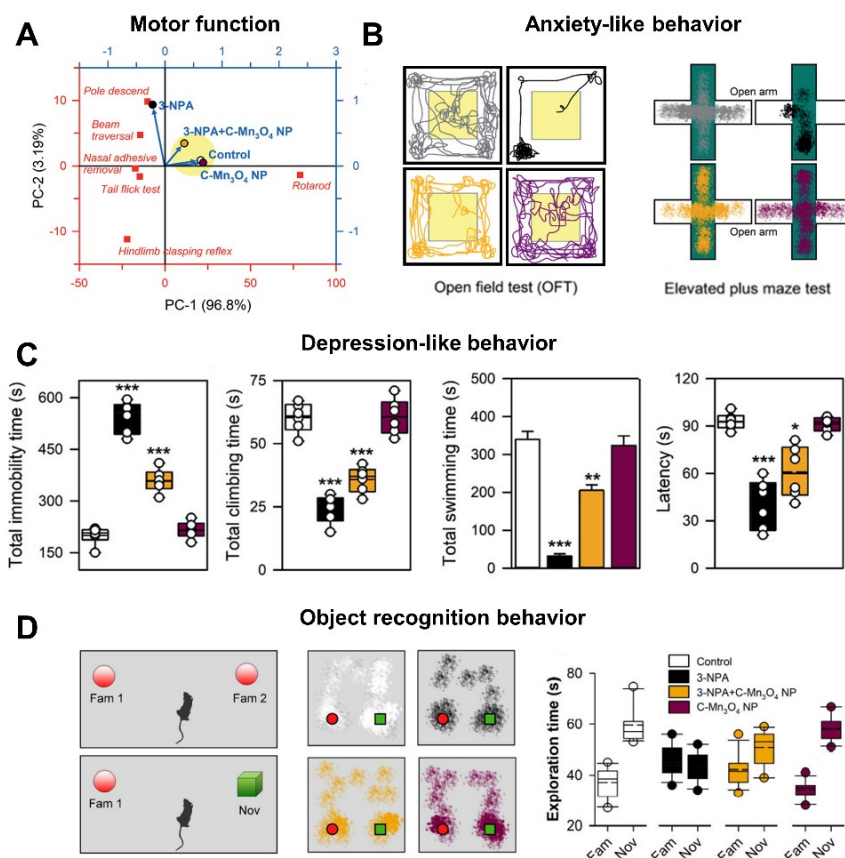 A
Motor function
-1 0 1 2
Pole descend
3-NPA
Beam
traversal
3-NPA+C-Mn₃O₄ NP
Nasal adhesive
removal
Control
Tail flick test
C-Mn₃O₄ NP
Rotarod
Hindlimb clasping reflex
PC-2 (3.19%)
10
0
-10
1
0
-1
-50 0 50 100
PC-1 (96.8%)
B
Anxiety-like behavior
Open arm
Open arm
Open field test (OFT)
Elevated plus maze test
C
Depression-like behavior
Total immobility time (s)
600
450
300
150
***
***
Total climbing time (s)
75
50
25
0
***
***
Total swimming time (s)
500
400
300
200
100
0
***
**
Latency (s)
120
90
60
30
0
***
*
D
Object recognition behavior
Fam 1
Fam 2
Fam 1
Nov
Control
3-NPA
3-NPA+C-Mn₃O₄ NP
C-Mn₃O₄ NP
Exploration time (s)
80
60
40
20
Fam Nov Fam Nov Fam Nov Fam Nov